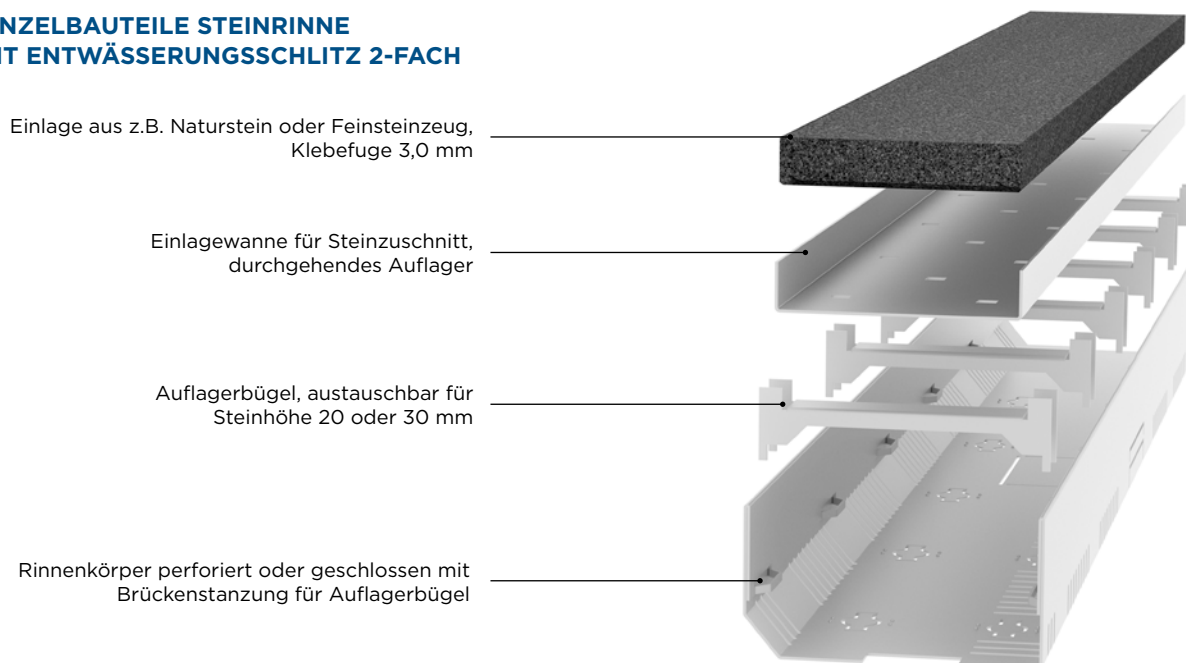 NZELBAUTEILE STEINRINNE
IT ENTWÄSSERUNGSSCHLITZ 2-FACH
Einlage aus z.B. Naturstein oder Feinsteinzeug,
Klebefuge 3,0 mm
Einlagewanne für Steinzuschnitt,
durchgehendes Auflager
Auflagerbügel, austauschbar für
Steinhöhe 20 oder 30 mm
Rinnenkörper perforiert oder geschlossen mit
Brückenstanzung für Auflagerbügel